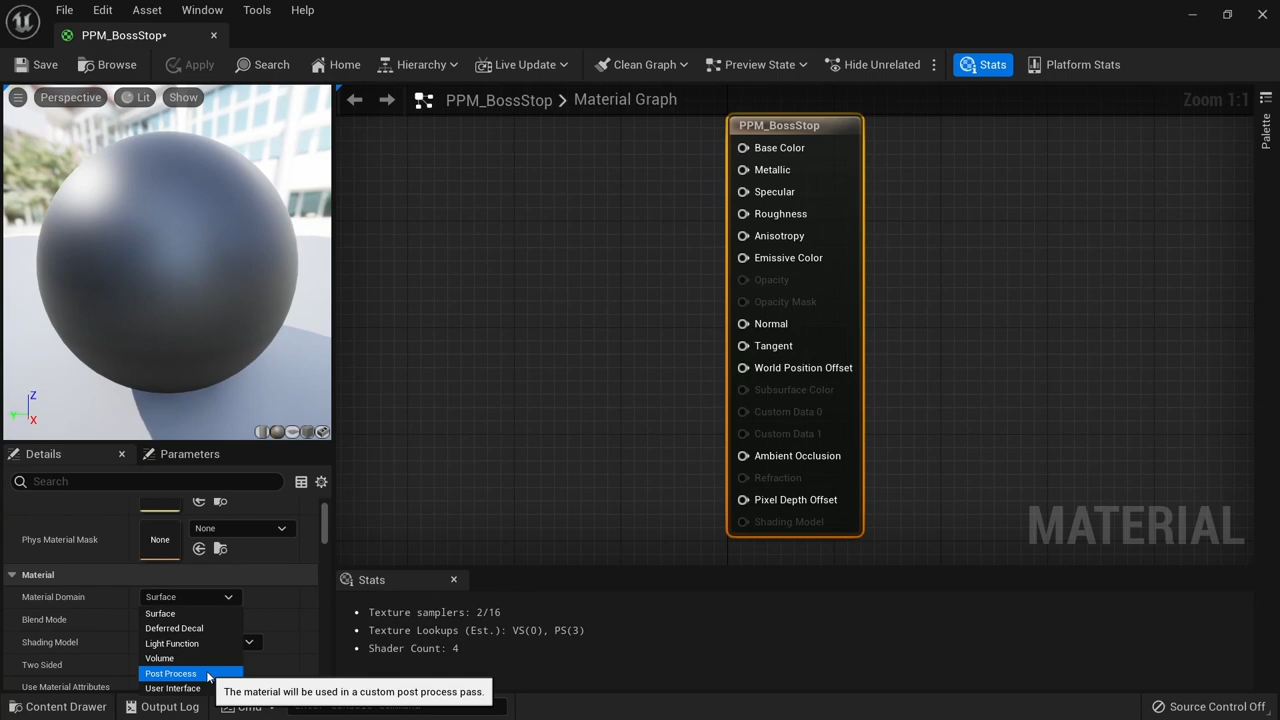 File Edit Asset Window Tools Help
PPM_BossStop*
Save Browse Apply Search Home Hierarchy Live Update Clean Graph Preview State Hide Unrelated Stats Platform Stats
Perspective Lit Show
PPM_BossStop Material Graph Zoom 1:1
Palette
PPM_BossStop
Base Color
Metallic
Specular
Roughness
Anisotropy
Emissive Color
Opacity
Opacity Mask
Normal
Tangent
World Position Offset
Subsurface Color
Custom Data 0
Custom Data 1
Ambient Occlusion
Refraction
Pixel Depth Offset
Shading Model
MATERIAL
Z
Y
X
Details Parameters
Search
Phys Material Mask None None
Material
Material Domain Surface
Blend Mode
Shading Model
Two Sided
Use Material Attributes
Surface
Deferred Decal
Light Function
Volume
Post Process
User Interface
The material will be used in a custom post process pass.
Stats
Texture samplers: 2/16
Texture Lookups (Est.): VS(0), PS(3)
Shader Count: 4
Content Drawer Output Log Cmd Source Control Off